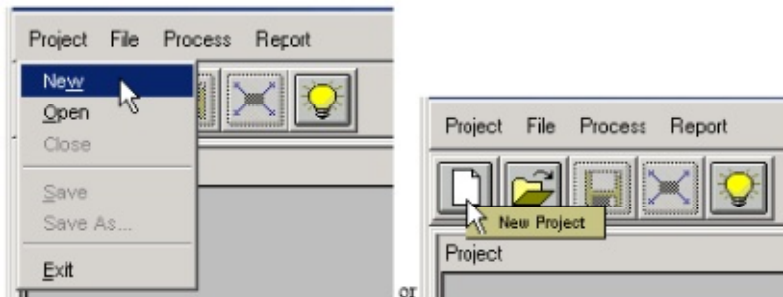 Project File Process Report
New
Open
Close
Save
Save As...
Exit
or
Project File Process Report
New Project
Project